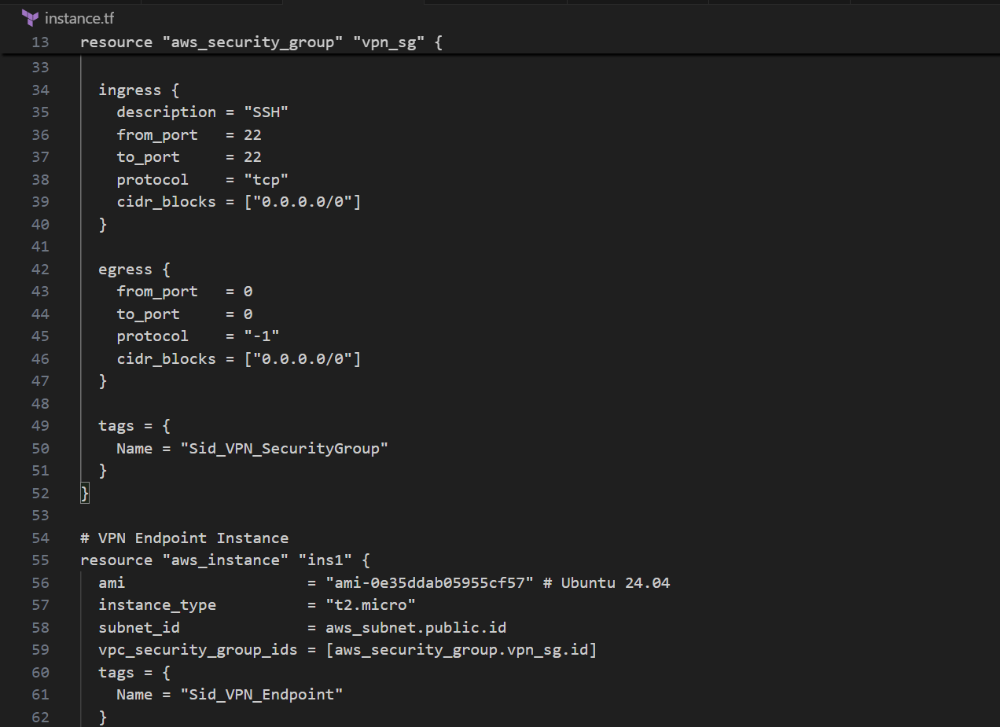 instance.tf
13 resource "aws_security_group" "vpn_sg" {
33
34 ingress {
35 description = "SSH"
36 from_port = 22
37 to_port = 22
38 protocol = "tcp"
39 cidr_blocks = ["0.0.0.0/0"]
40 }
41
42 egress {
43 from_port = 0
44 to_port = 0
45 protocol = "-1"
46 cidr_blocks = ["0.0.0.0/0"]
47 }
48
49 tags = {
50 Name = "Sid_VPN_SecurityGroup"
51 }
52 }
53
54 # VPN Endpoint Instance
55 resource "aws_instance" "ins1" {
56 ami = "ami-0e35ddab05955cf57" # Ubuntu 24.04
57 instance_type = "t2.micro"
58 subnet_id = aws_subnet.public.id
59 vpc_security_group_ids = [aws_security_group.vpn_sg.id]
60 tags = {
61 Name = "Sid_VPN_Endpoint"
62 }